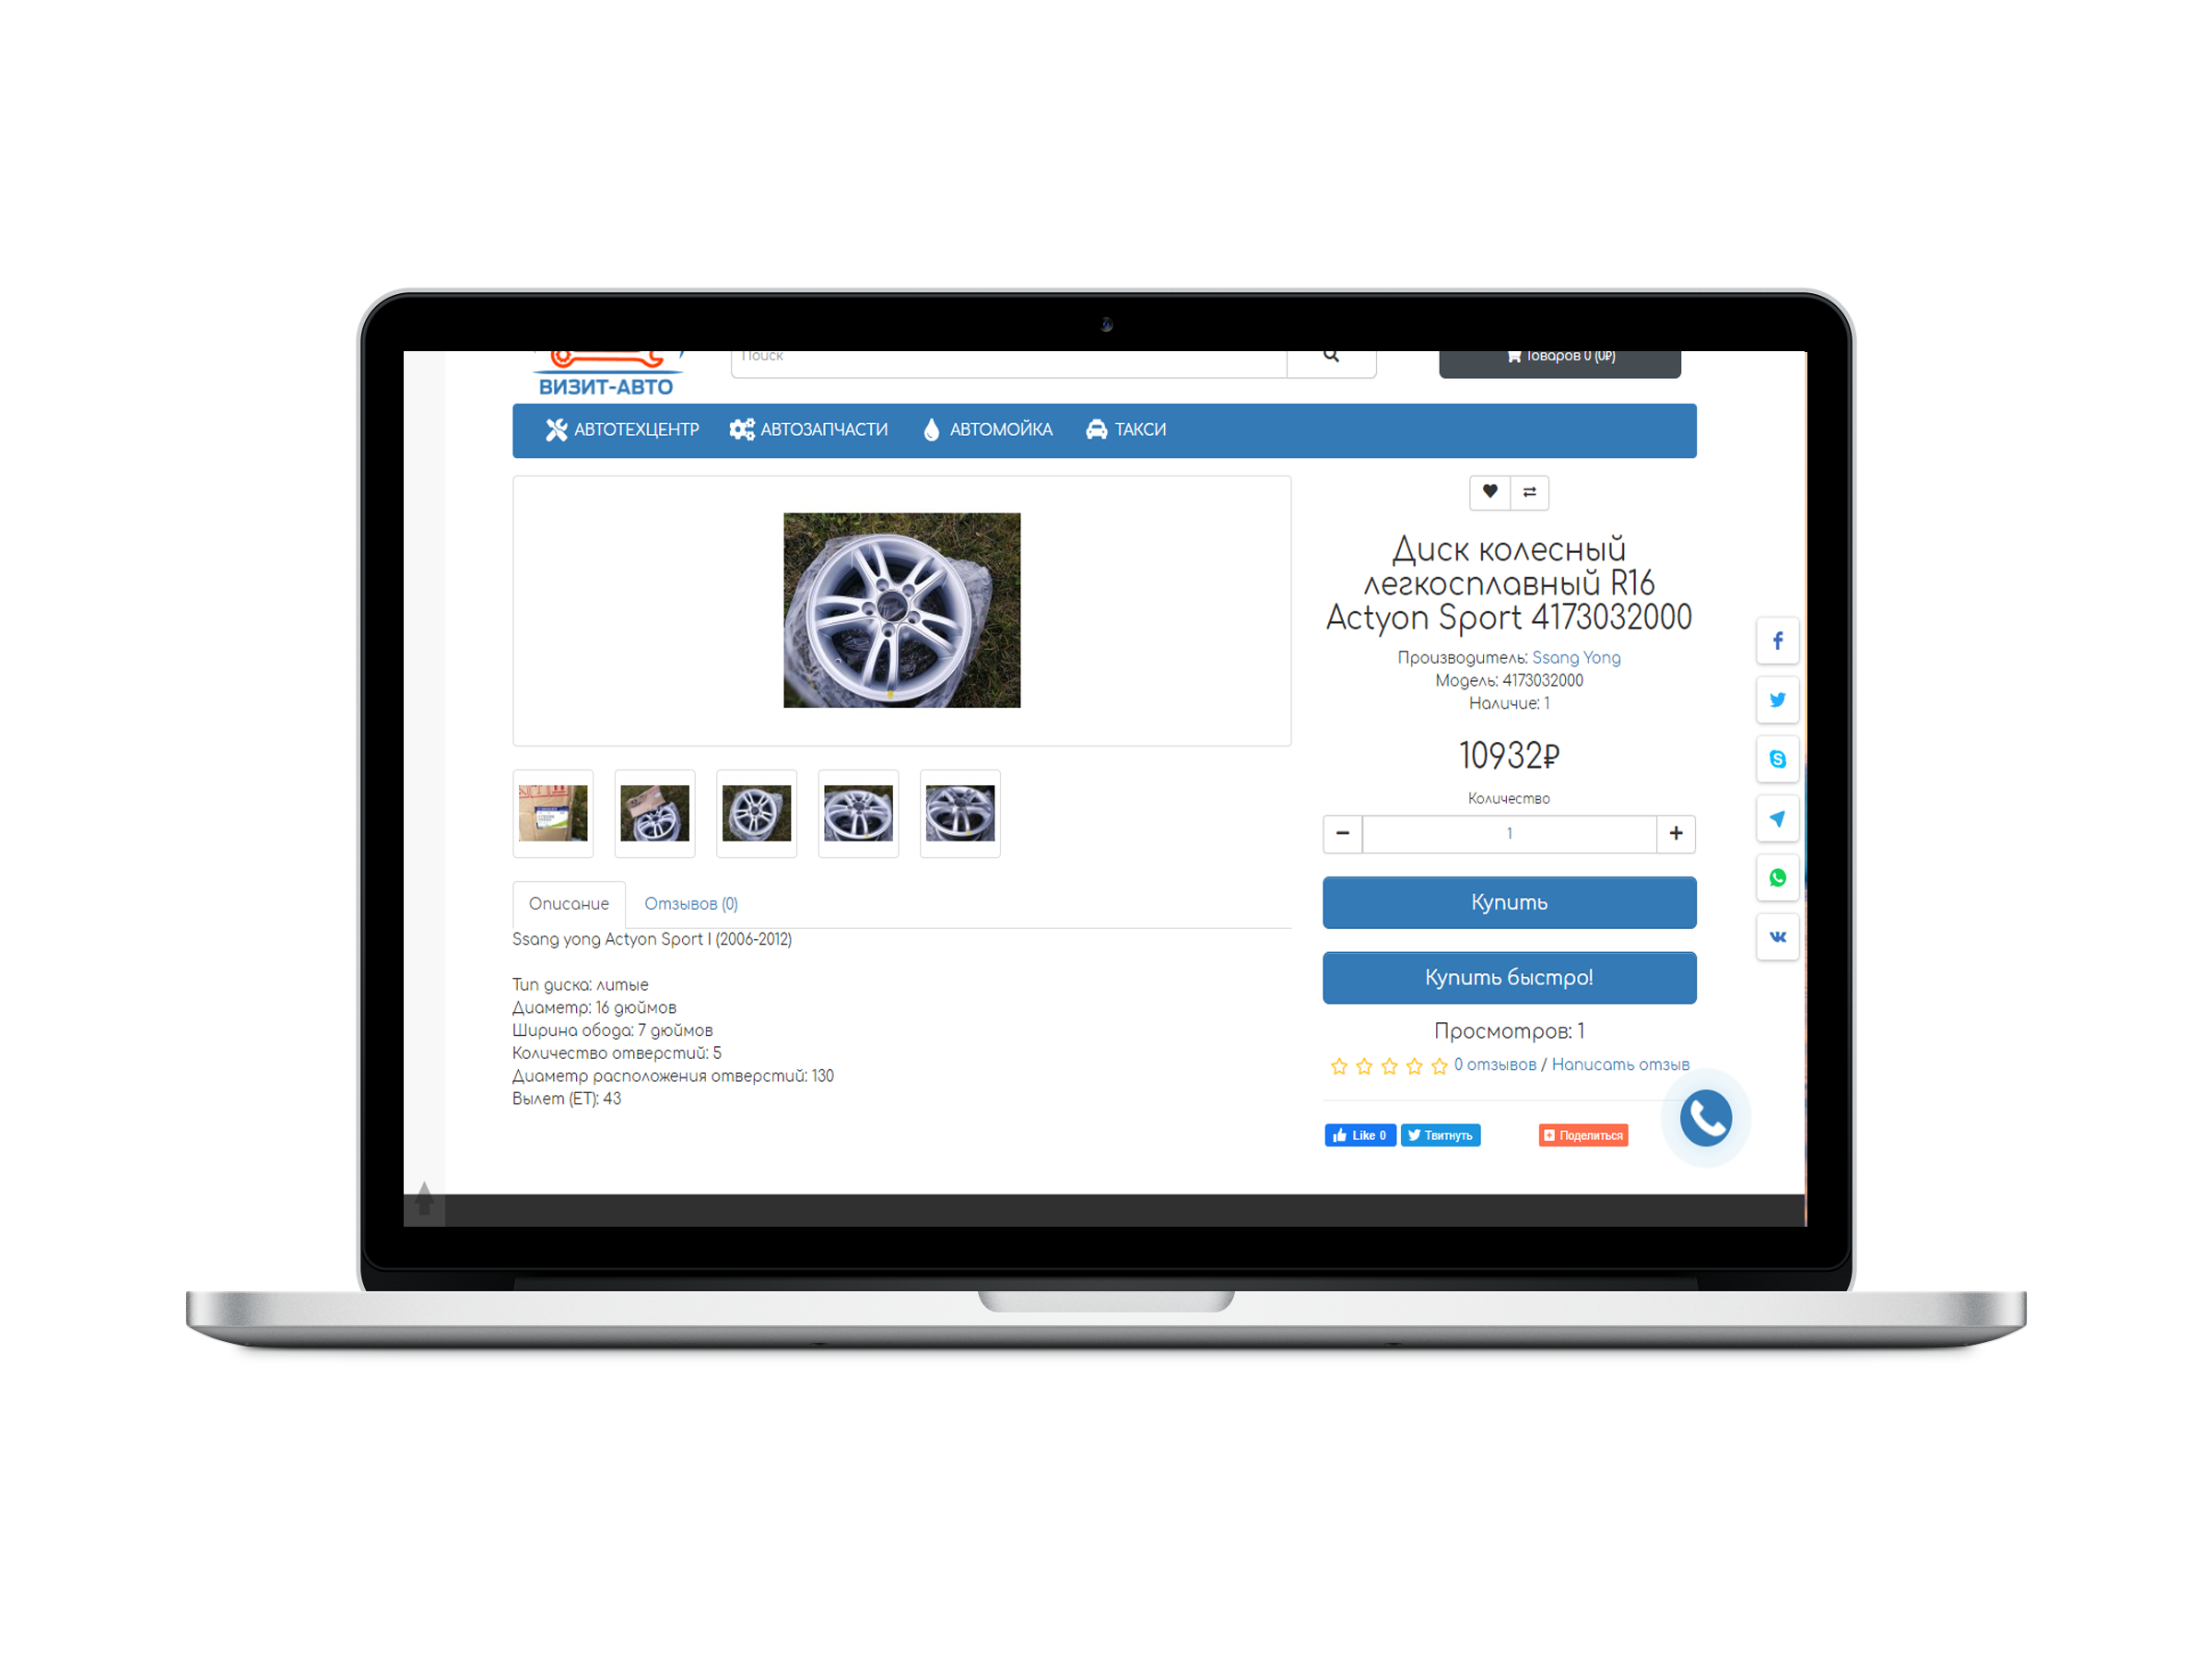 Поиск
Товаров 0 (0₽)
ВИЗИТ-АВТО
АВТОТЕХЦЕНТР
АВТОЗАПЧАСТИ
АВТОМОЙКА
ТАКСИ
Диск колесный
легкосплавный R16
Actyon Sport 4173032000
Производитель: Ssang Yong
Модель: 4173032000
Наличие: 1
10932₽
Количество
1
Купить
Купить быстро!
Просмотров: 1
0 отзывов / Написать отзыв
Like 0
Твитнуть
Поделиться
Описание
Отзывов (0)
Ssang yong Actyon Sport I (2006-2012)
Тип диска: литые
Диаметр: 16 дюймов
Ширина обода: 7 дюймов
Количество отверстий: 5
Диаметр расположения отверстий: 130
Вылет (ET): 43